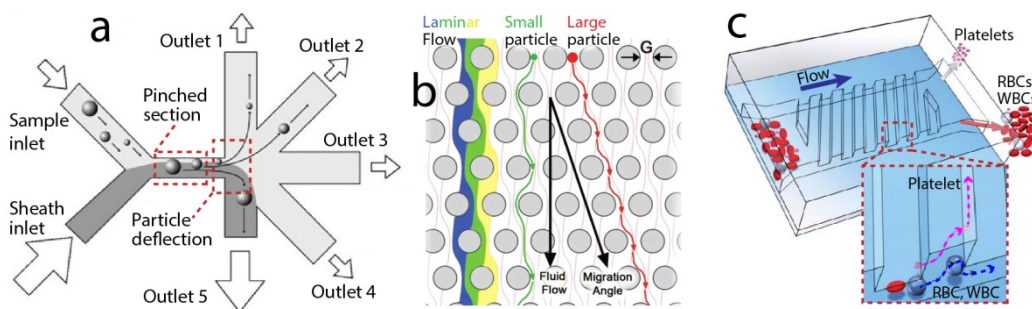 a
Outlet 1
Outlet 2
Sample
inlet
Pinched
section
Outlet 3
Sheath
inlet
Particle
deflection
Outlet 4
Outlet 5
b
Laminar
Flow
Small
particle
Large
particle
G
Fluid
Flow
Migration
Angle
c
Flow
Platelets
RBCs
WBCs
Platelet
RBC, WBC